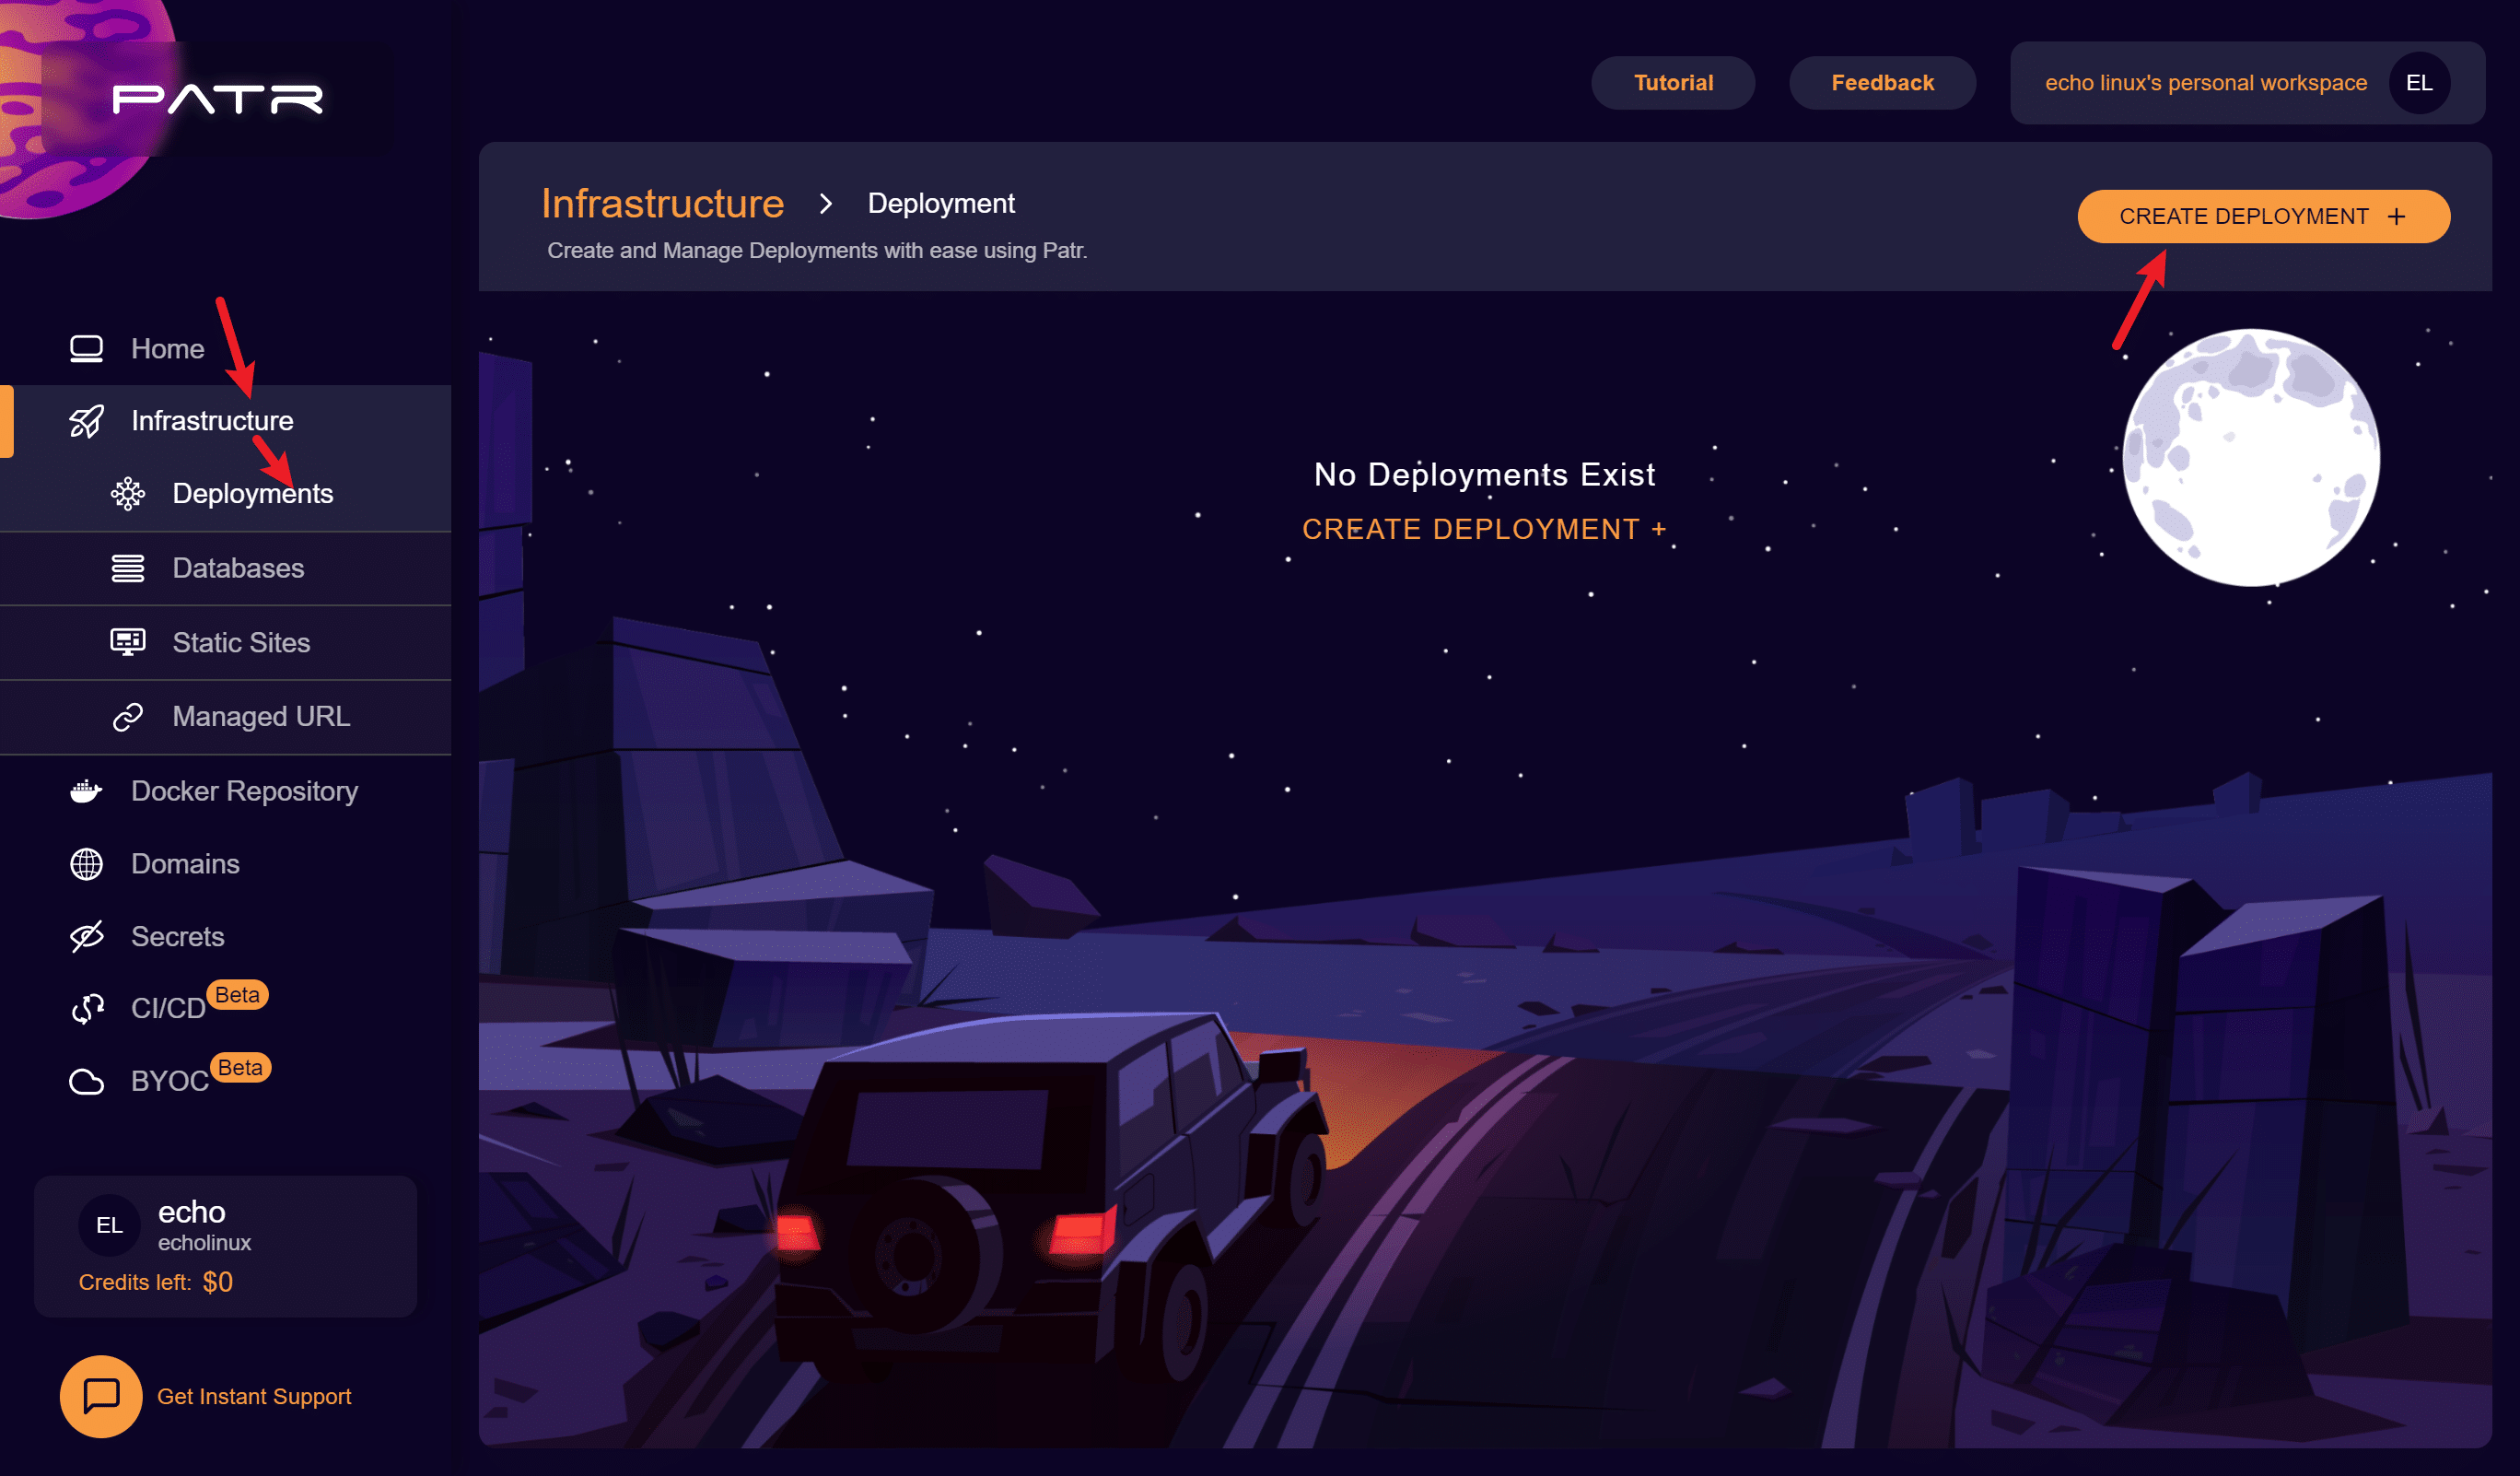 PATR
Tutorial
Feedback
echo linux's personal workspace
EL
Infrastructure > Deployment
Create and Manage Deployments with ease using Patr.
CREATE DEPLOYMENT +
Home
Infrastructure
Deployments
Databases
Static Sites
Managed URL
Docker Repository
Domains
Secrets
CI/CD Beta
BYOC Beta
EL
echo
echolinux
Credits left: $0
Get Instant Support
No Deployments Exist
CREATE DEPLOYMENT +